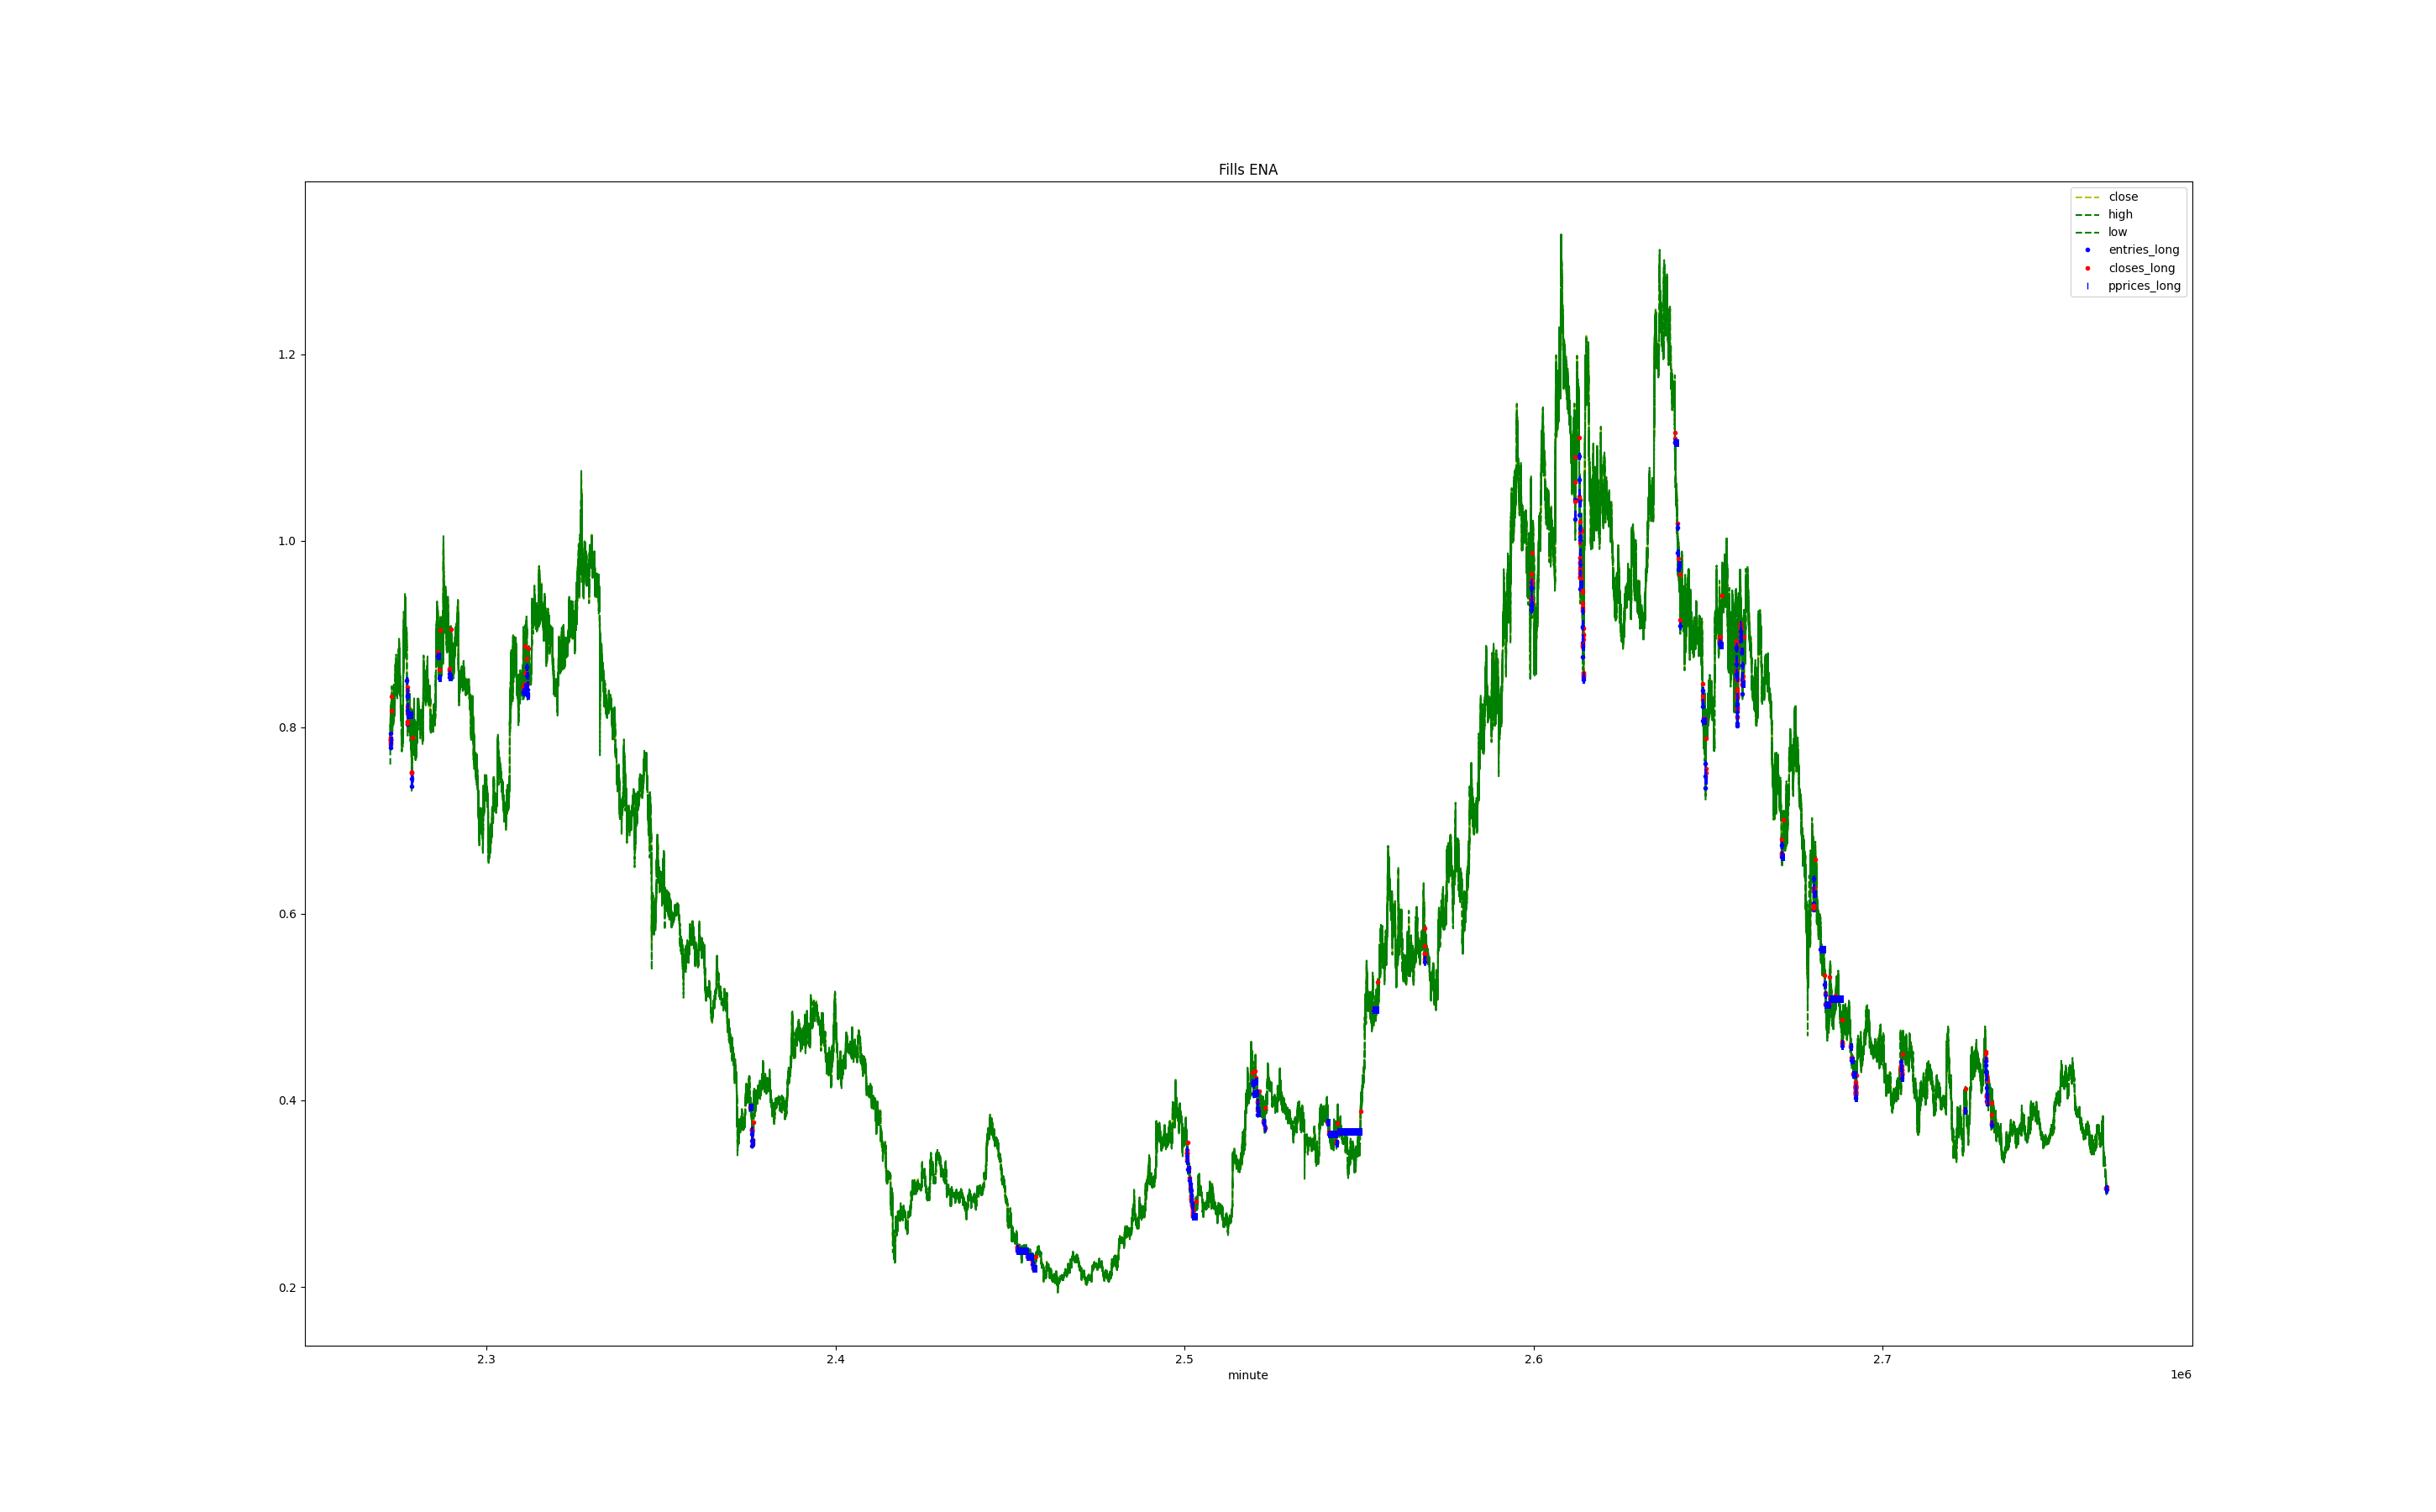 Fills ENA
close
high
low
entries_long
closes_long
pprices_long
1.2
1.0
0.8
0.6
0.4
0.2
2.3 2.4 2.5 2.6 2.7
minute 1e6